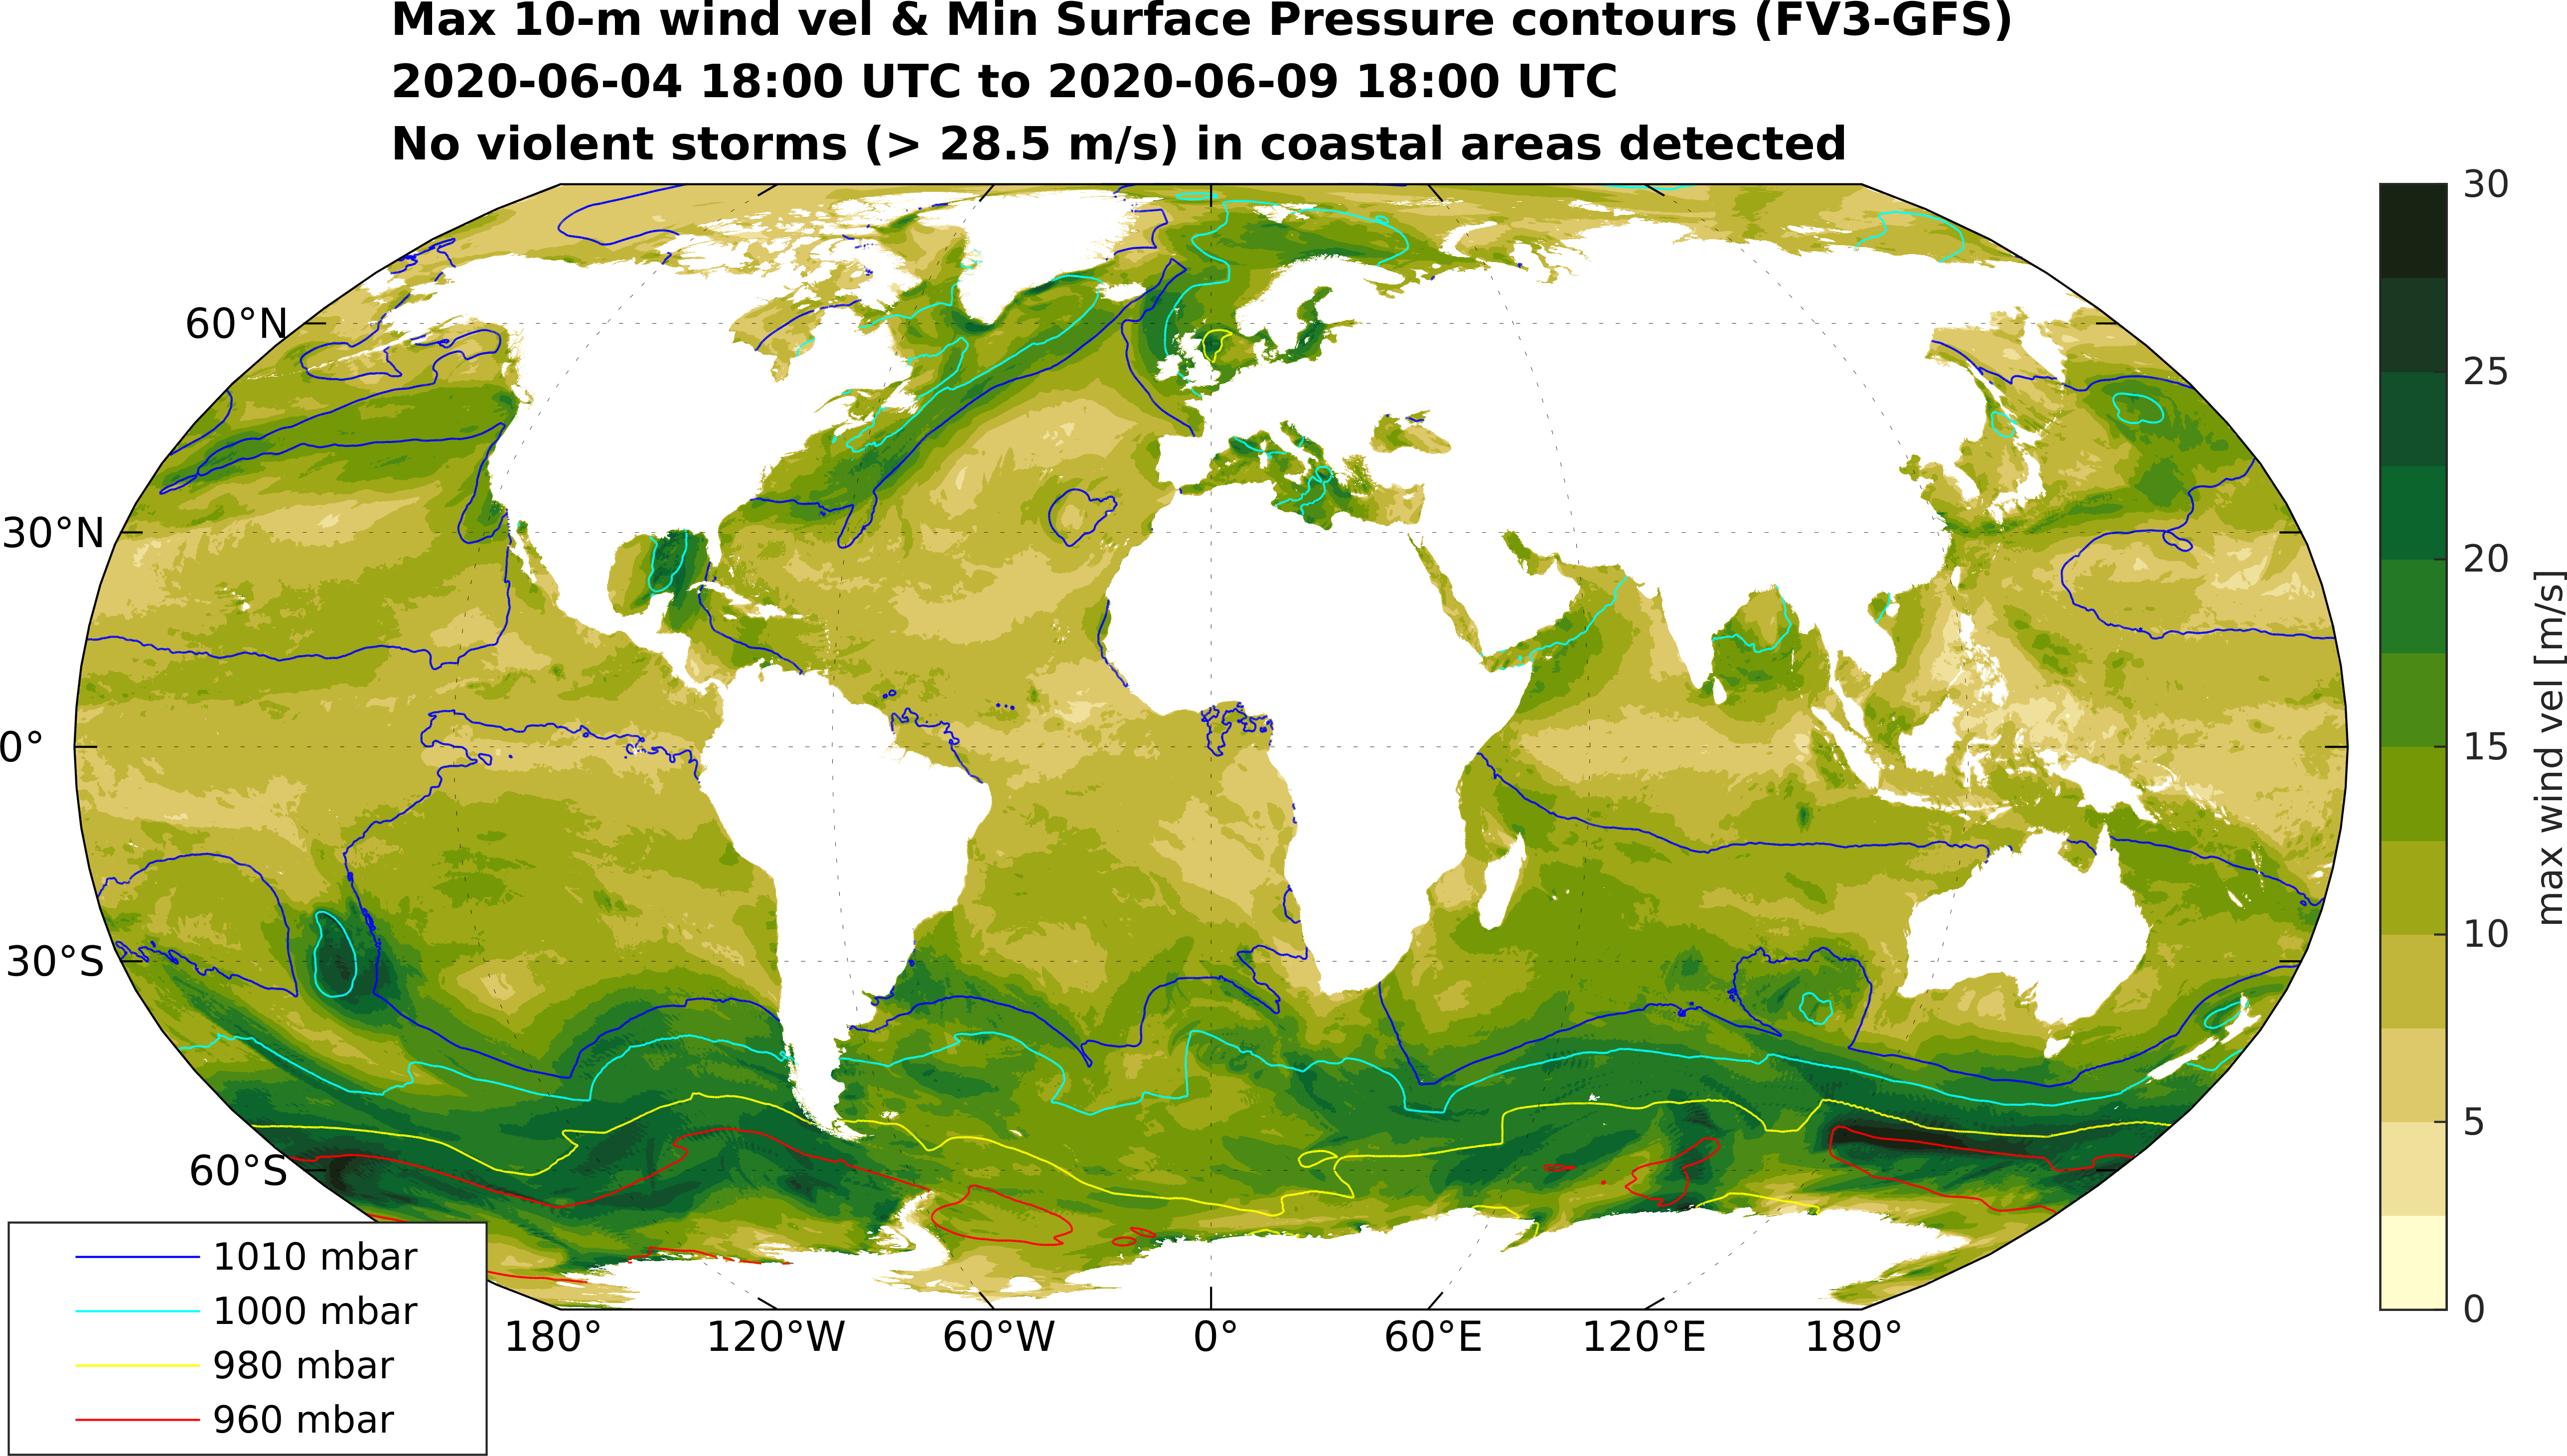 Max 10-m wind vel & Min Surface Pressure contours (FV3-GFS)
2020-06-04 18:00 UTC to 2020-06-09 18:00 UTC
No violent storms (> 28.5 m/s) in coastal areas detected
60°N
30°N
0°
30°S
60°S
180°
120°W
60°W
0°
60°E
120°E
180°
1010 mbar
1000 mbar
980 mbar
960 mbar
30
25
20
15
10
5
0
max wind vel [m/s]